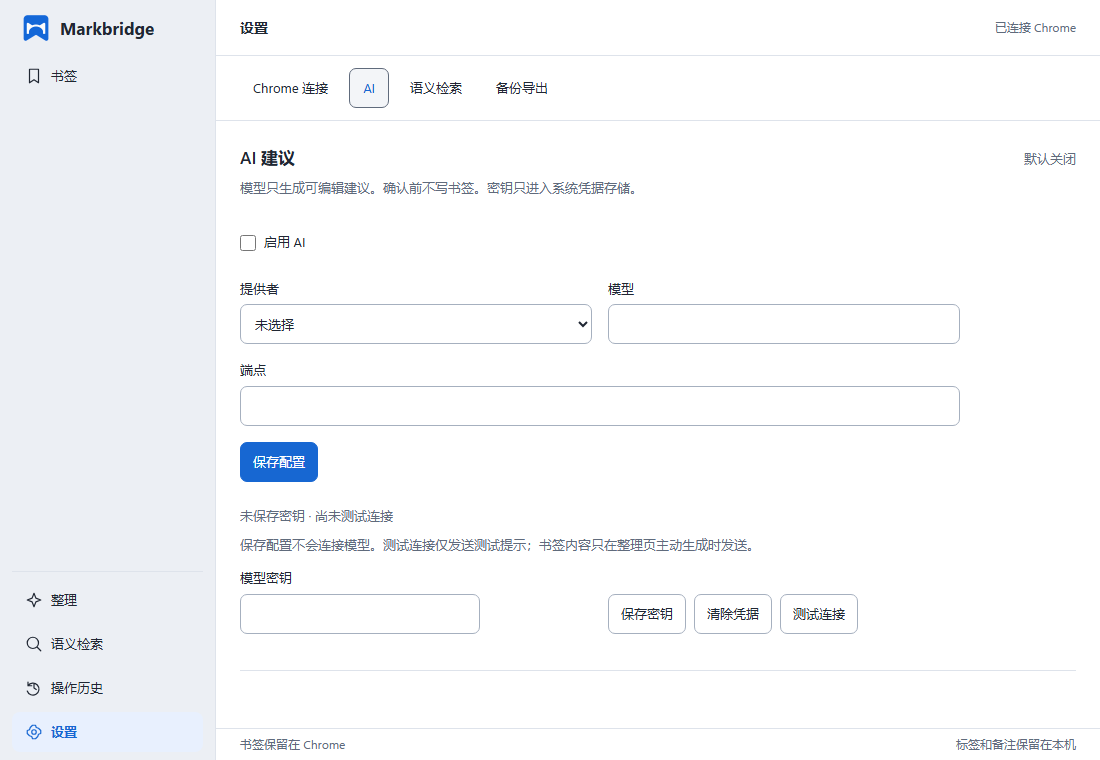 Markbridge
书签
整理
语义检索
操作历史
设置
设置
已连接 Chrome
Chrome 连接
AI
语义检索
备份导出
AI 建议
默认关闭
模型只生成可编辑建议。确认前不写书签。密钥只进入系统凭据存储。
启用 AI
提供者
模型
未选择
端点
保存配置
未保存密钥 · 尚未测试连接
保存配置不会连接模型。测试连接仅发送测试提示；书签内容只在整理页主动生成时发送。
模型密钥
保存密钥
清除凭据
测试连接
书签保留在 Chrome
标签和备注保留在本机